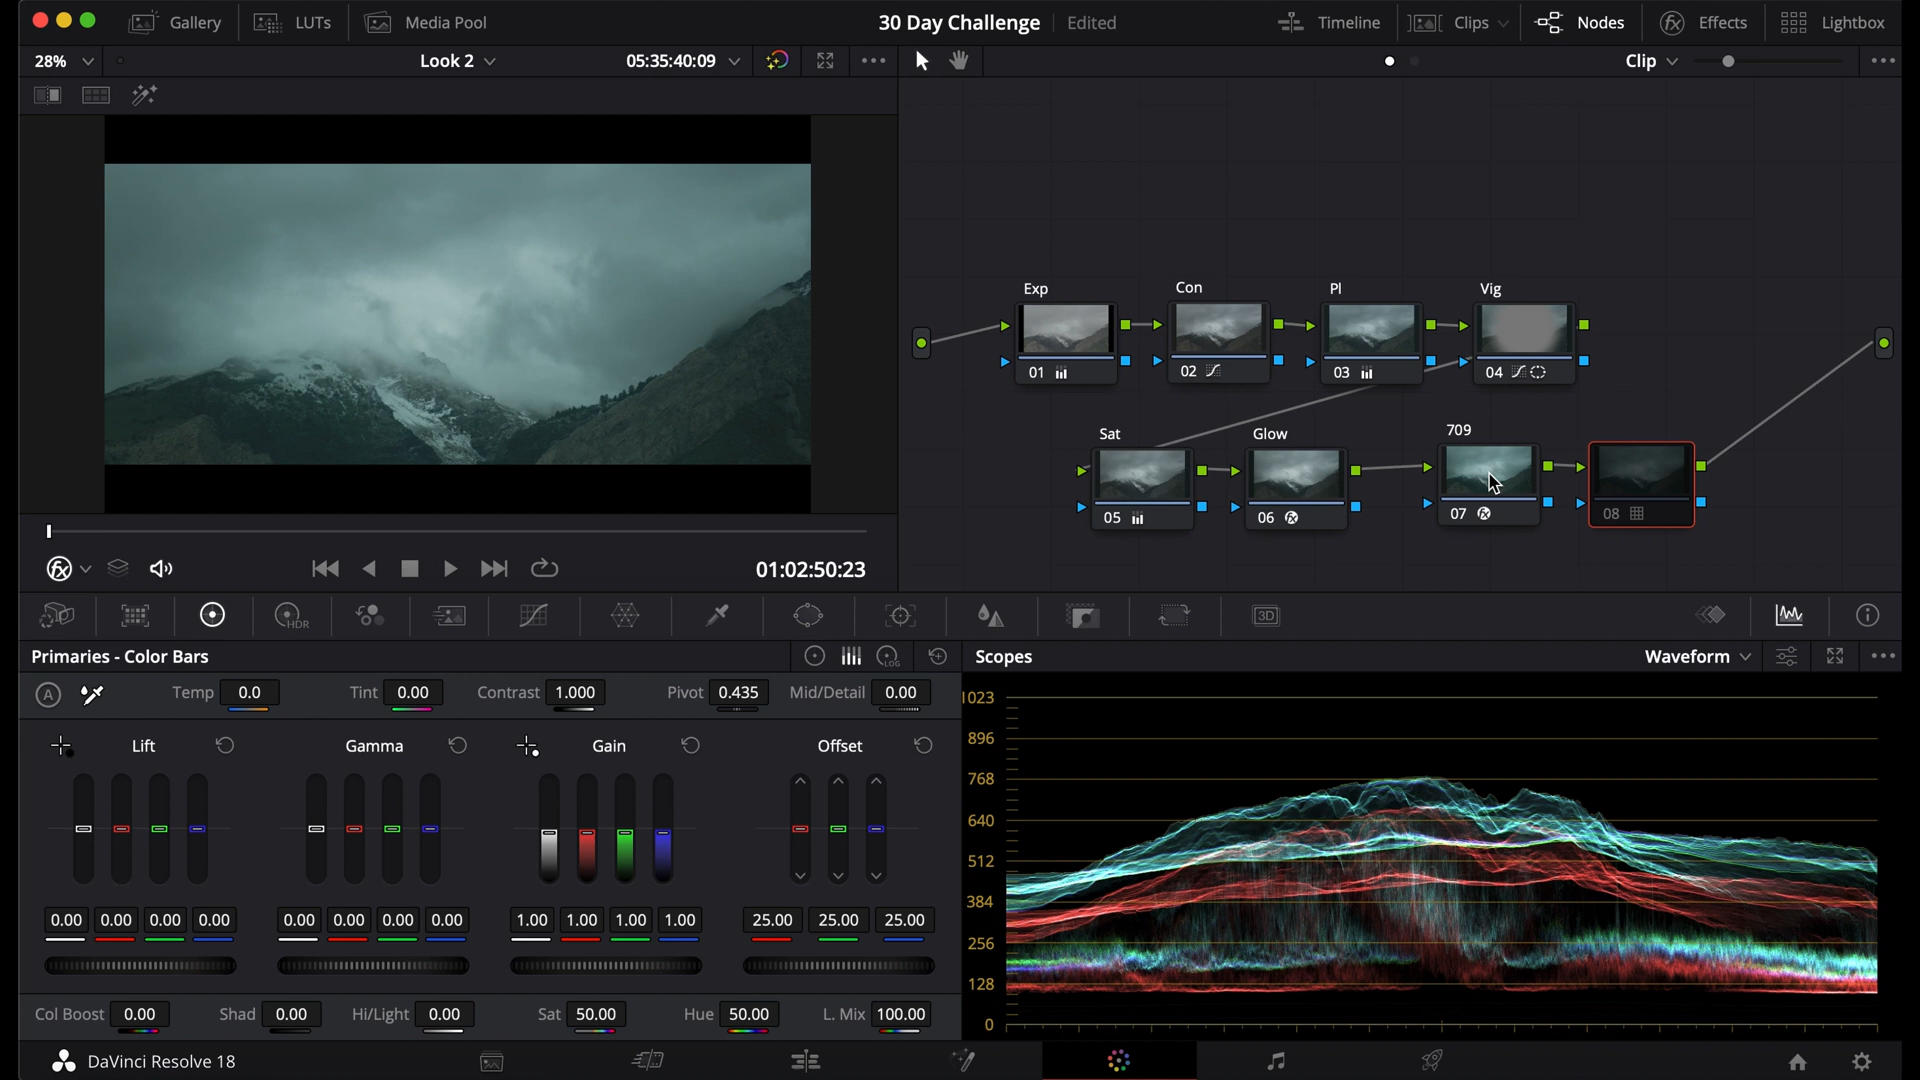 Gallery LUTs Media Pool 30 Day Challenge Edited Timeline Clips Nodes Effects Lightbox
28% Look 2 05:35:40:09 Clip
Exp Con Pl Vig
01 02 03 04
Sat Glow 709
05 06 07 08
01:02:50:23
HDR 3D
Primaries - Color Bars LOG Scopes Waveform
A Temp 0.0 Tint 0.00 Contrast 1.000 Pivot 0.435 Mid/Detail 0.00
Lift Gamma Gain Offset
0.00 0.00 0.00 0.00 0.00 0.00 0.00 0.00 1.00 1.00 1.00 1.00 25.00 25.00 25.00
Col Boost 0.00 Shad 0.00 Hi/Light 0.00 Sat 50.00 Hue 50.00 L. Mix 100.00
1023
896
768
640
512
384
256
128
0
DaVinci Resolve 18